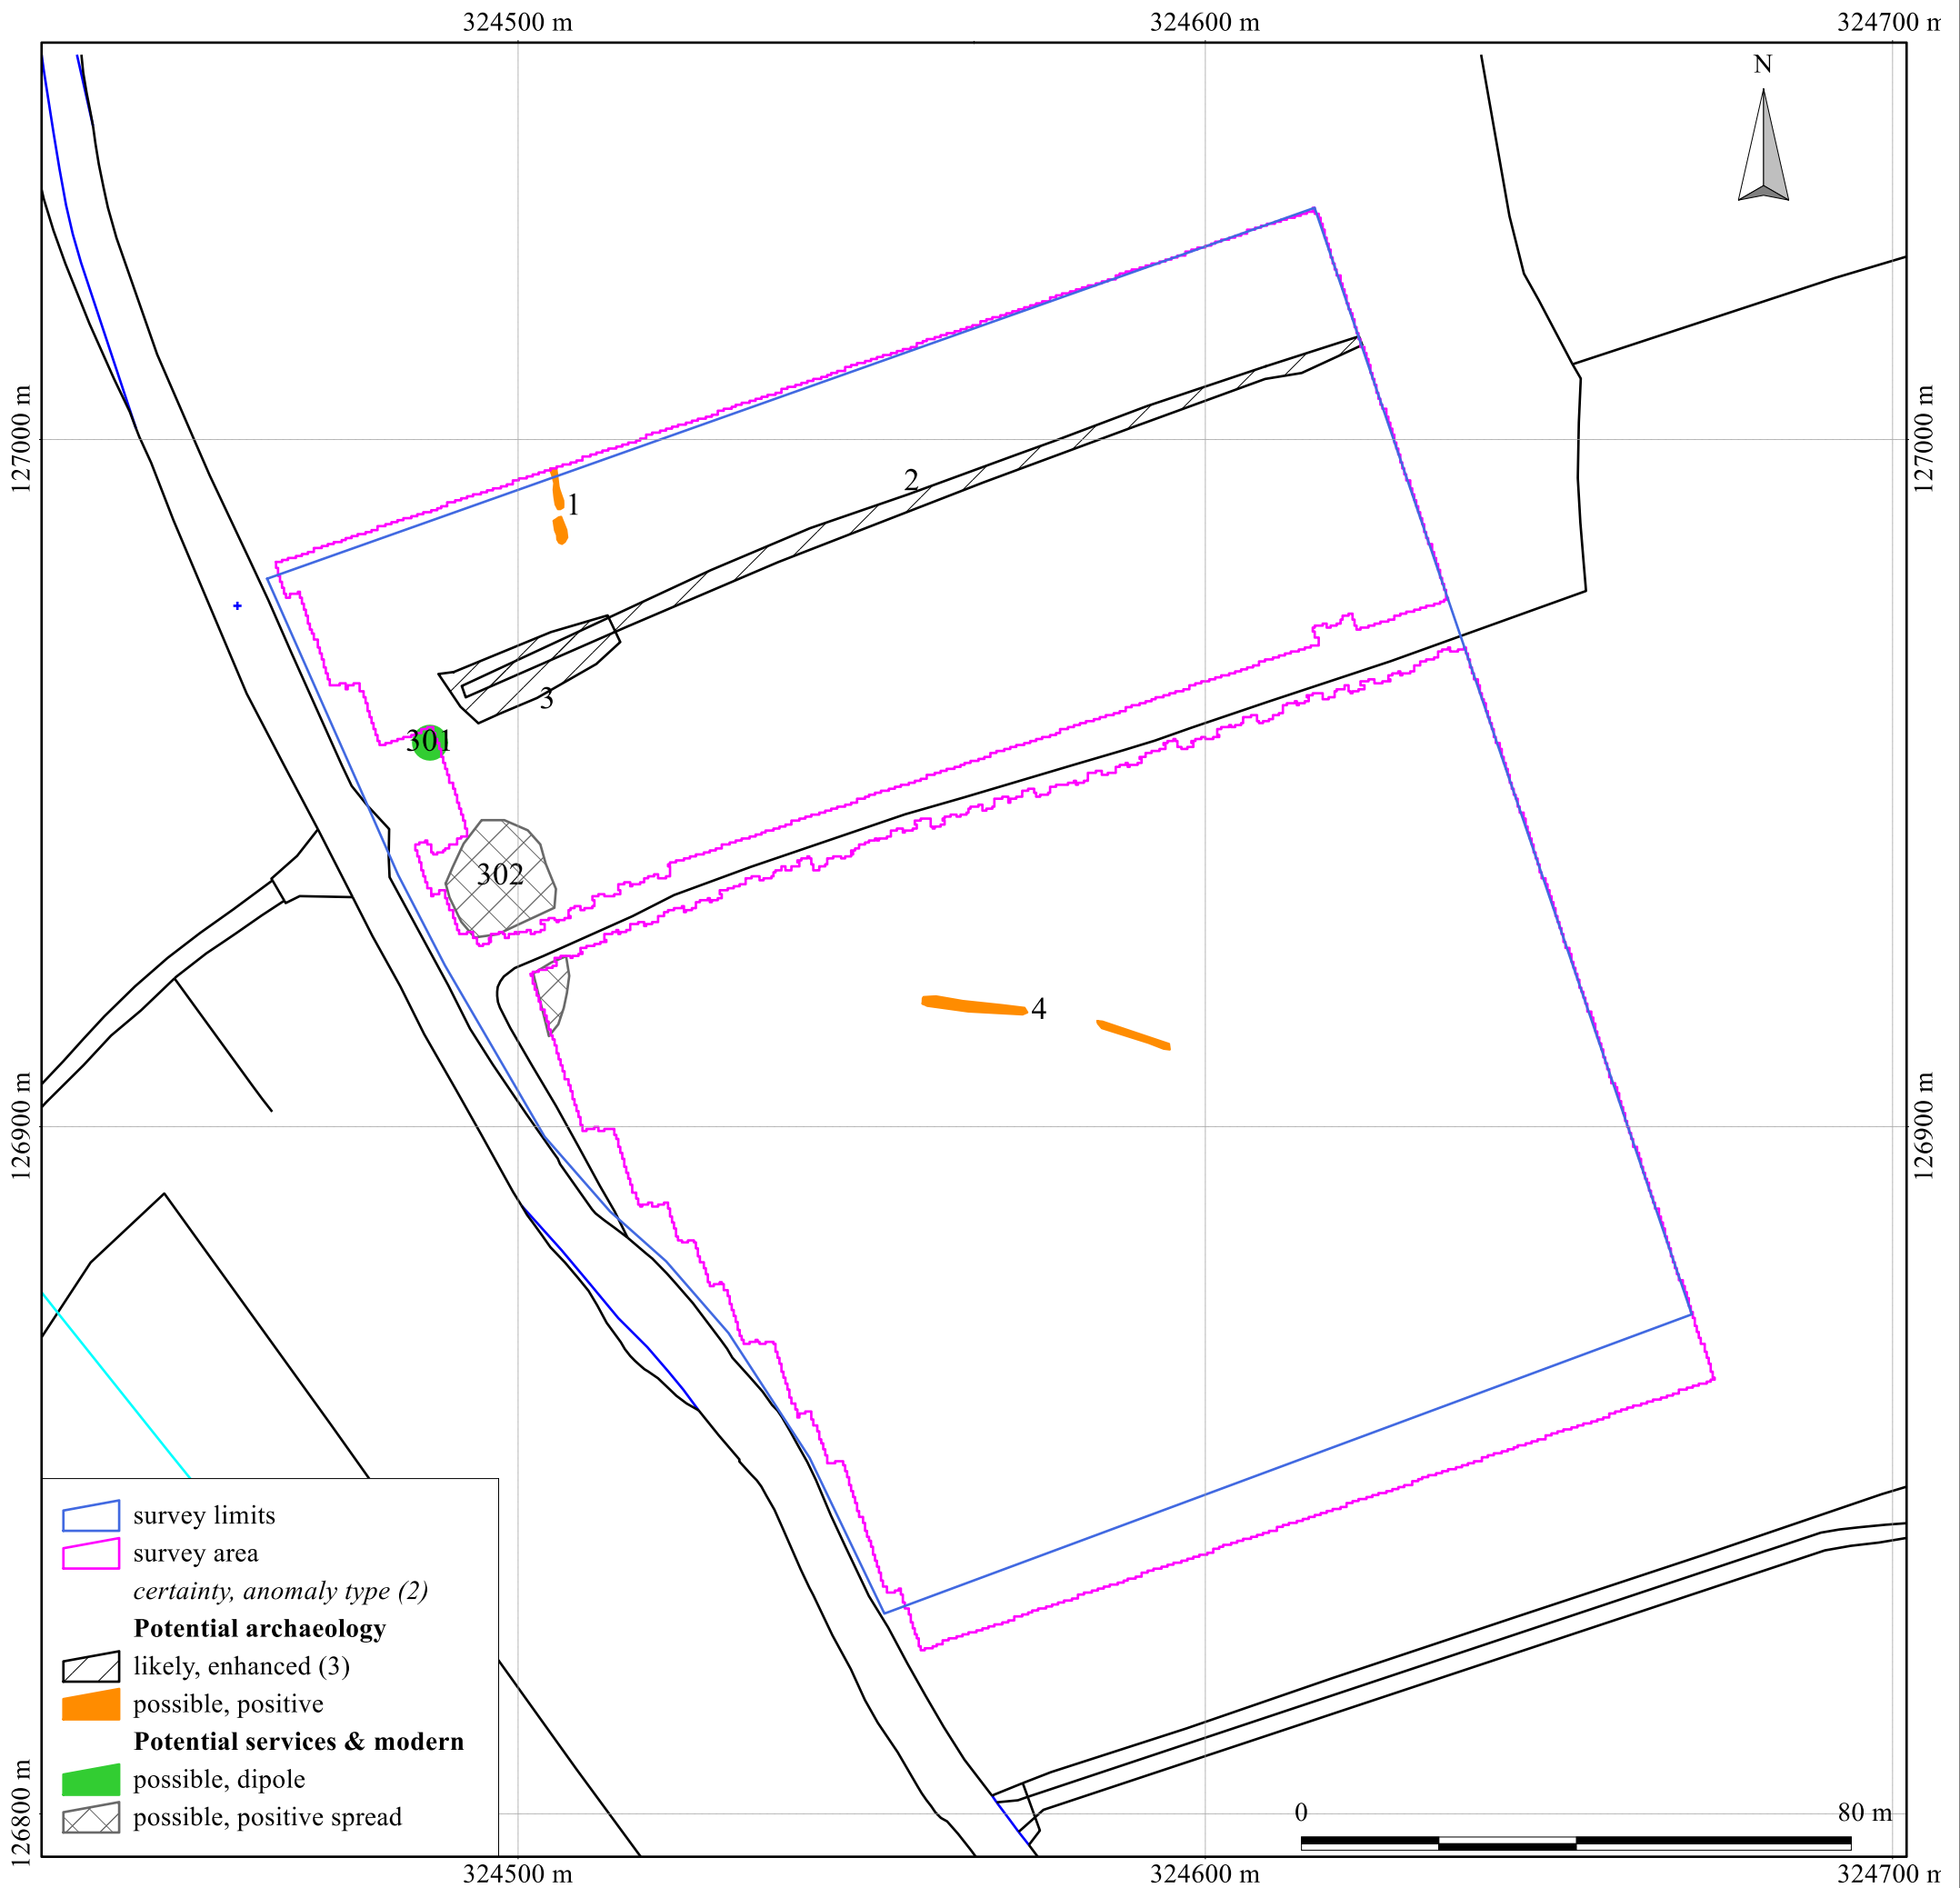 324500 m
324600 m
324700 m
N
127000 m
127000 m
1
2
3
301
302
4
126900 m
126900 m
survey limits
survey area
certainty, anomaly type (2)
Potential archaeology
likely, enhanced (3)
possible, positive
Potential services & modern
possible, dipole
possible, positive spread
0
80 m
126800 m
324500 m
324600 m
324700